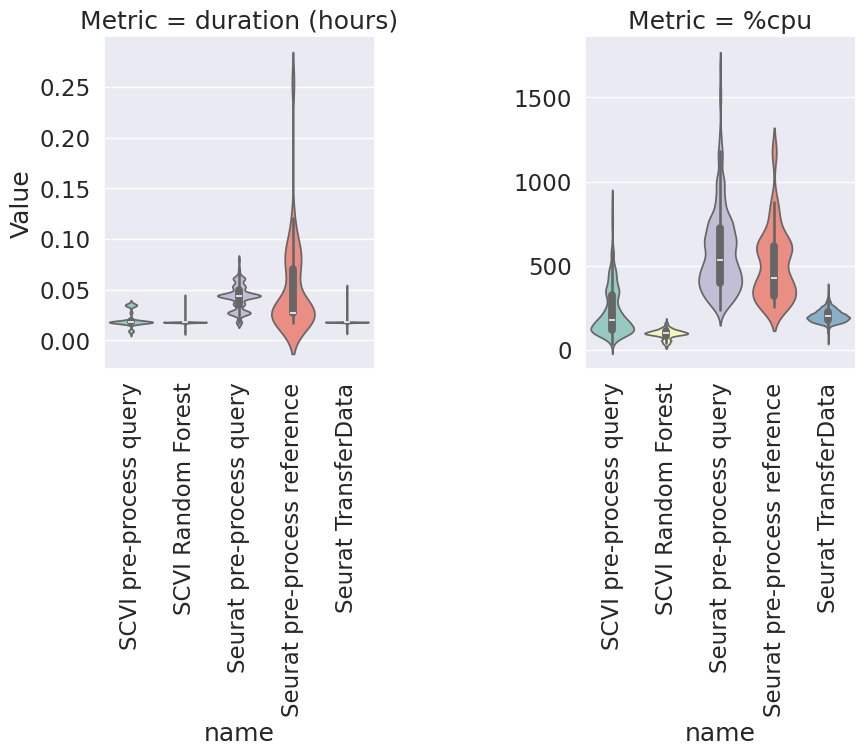 Metric = duration (hours)
Value
0.25
0.20
0.15
0.10
0.05
0.00
SCVI pre-process query
SCVI Random Forest
Seurat pre-process query
Seurat pre-process reference
Seurat TransferData
name
Metric = %cpu
1500
1000
500
0
SCVI pre-process query
SCVI Random Forest
Seurat pre-process query
Seurat pre-process reference
Seurat TransferData
name